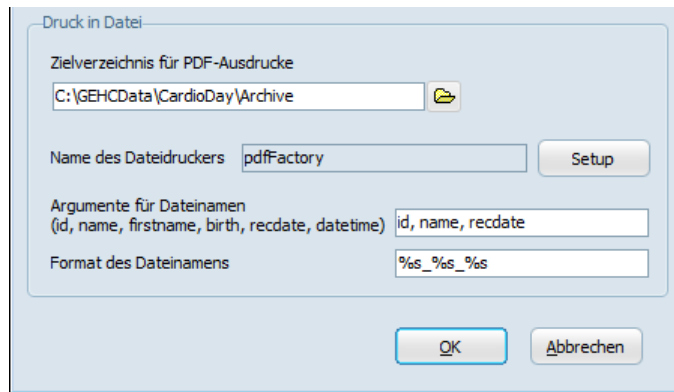 Druck in Datei
Zielverzeichnis für PDF-Ausdrucke
C:\GEHCData\CardioDay\Archive
Name des Dateidruckers pdfFactory Setup
Argumente für Dateinamen
(id, name, firstname, birth, recdate, datetime) id, name, recdate
Format des Dateinamens %s_%s_%s
OK Abbrechen